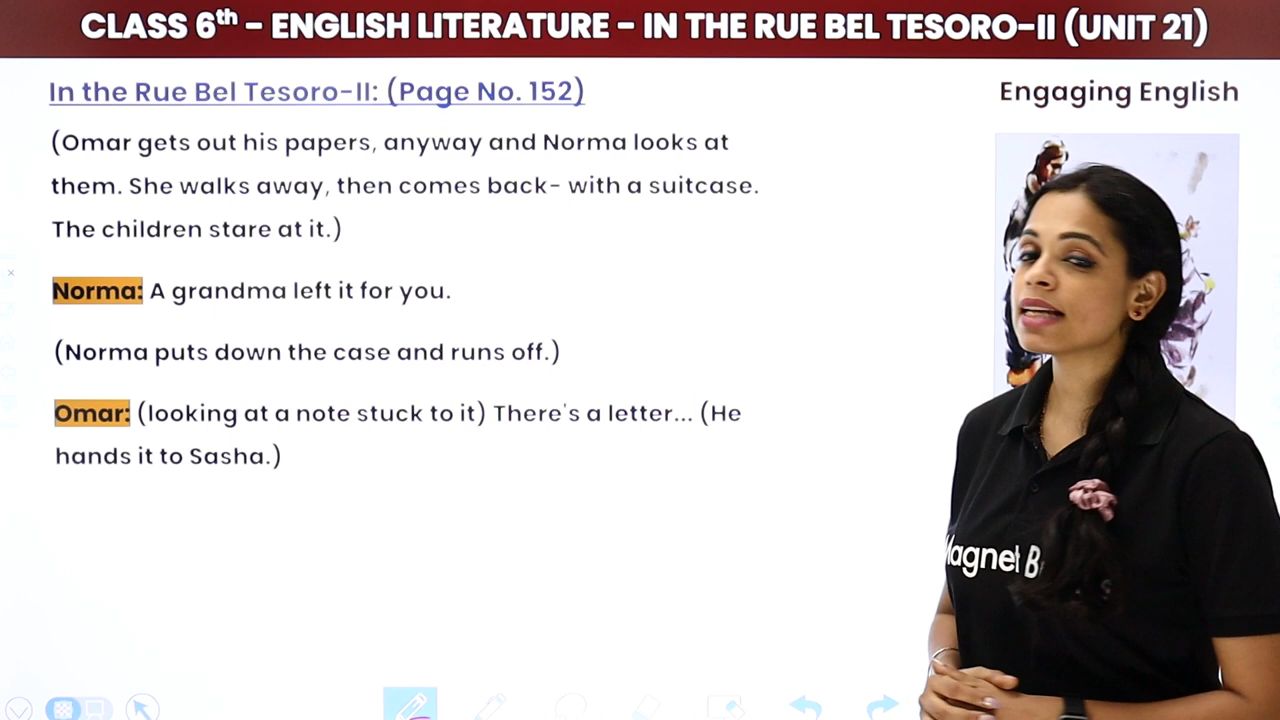 CLASS 6th – ENGLISH LITERATURE – IN THE RUE BEL TESORO–II (UNIT 21)
In the Rue Bel Tesoro-II: (Page No. 152)
Engaging English
(Omar gets out his papers, anyway and Norma looks at
them. She walks away, then comes back- with a suitcase.
The children stare at it.)
Norma: A grandma left it for you.
(Norma puts down the case and runs off.)
Omar: (looking at a note stuck to it) There's a letter... (He
hands it to Sasha.)
Magnet B